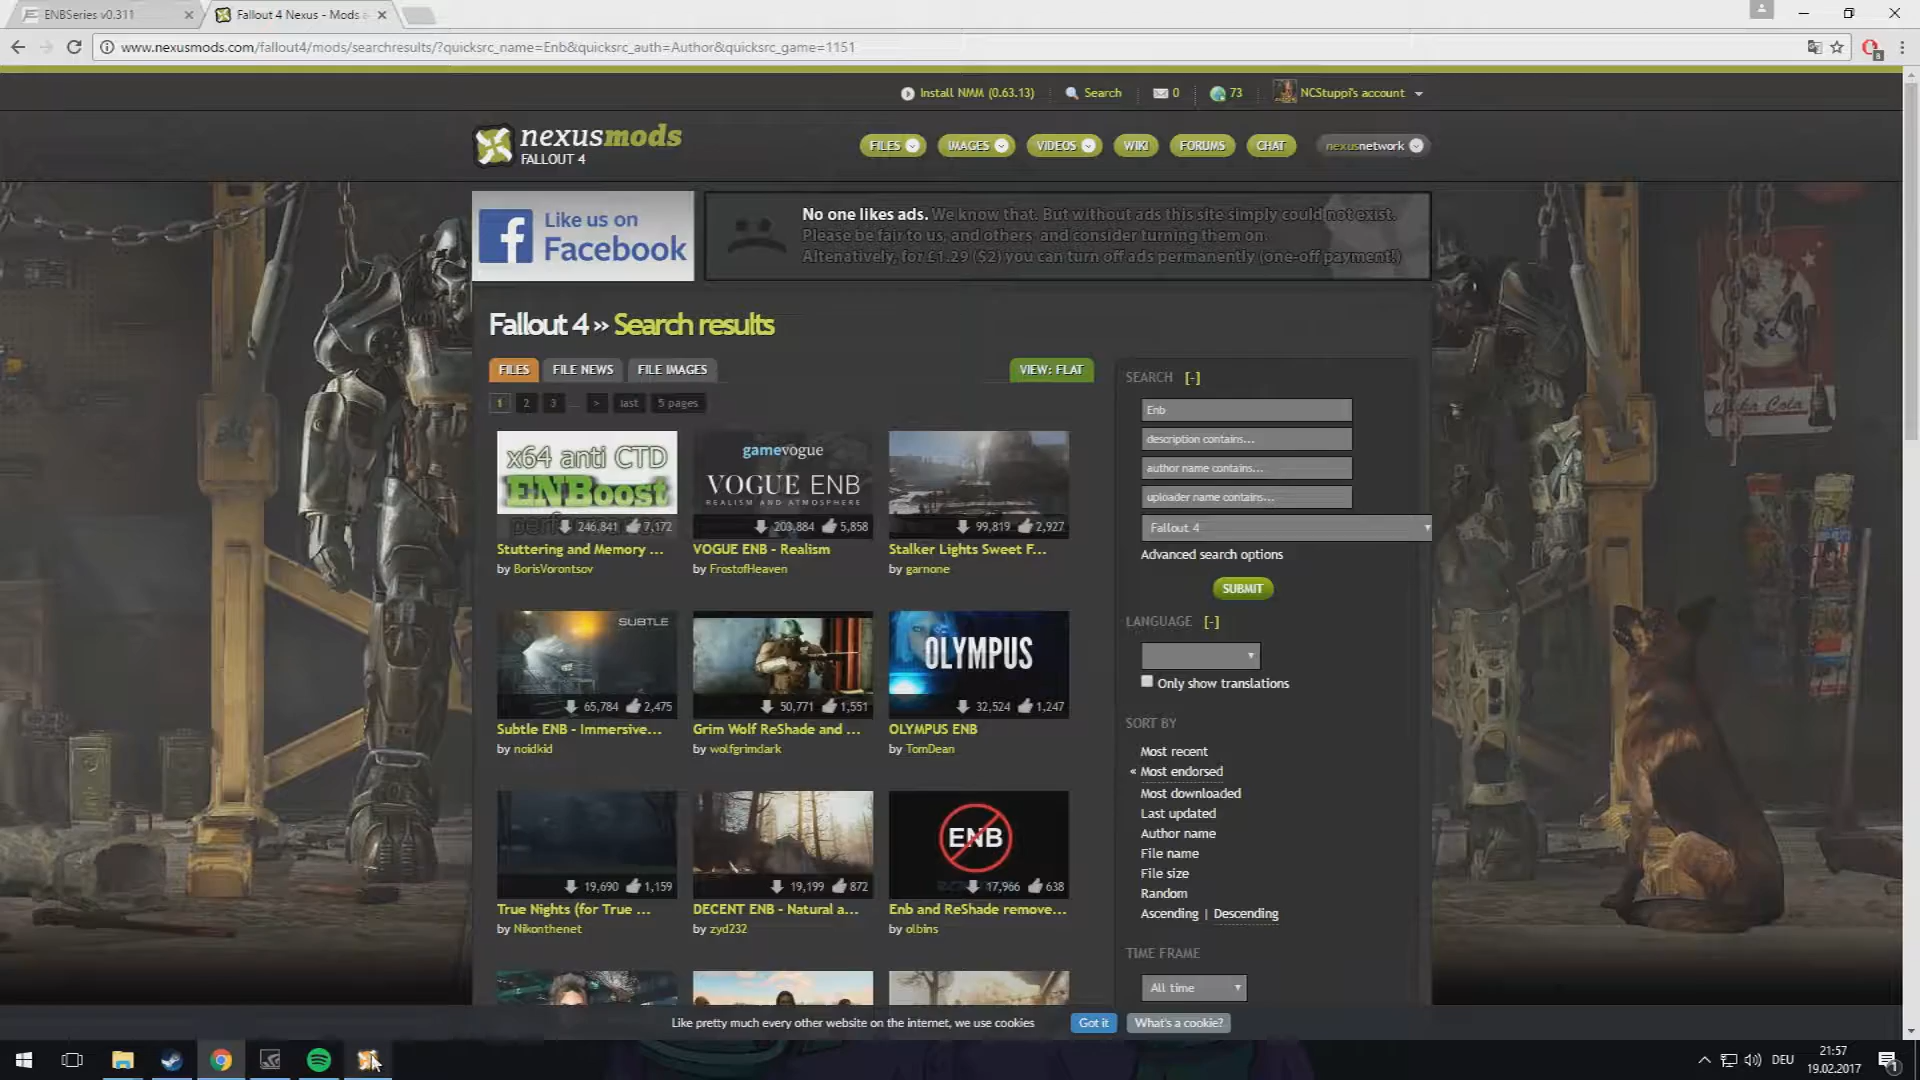 ENBSeries v0.311
Fallout 4 Nexus - Mods a
www.nexusmods.com/fallout4/mods/searchresults/?quicksrc_name=Enb&quicksrc_auth=Author&quicksrc_game=1151
Install NMM (0.63.13)
Search
0
73
NCStuppi's account
nexusmods
FALLOUT 4
FILES
IMAGES
VIDEOS
WIKI
FORUMS
CHAT
nexusnetwork
Like us on
Facebook
No one likes ads. We know that. But without ads this site simply could not exist.
Please be fair to us, and others, and consider turning them on.
Altenatively, for £1.29 ($2) you can turn off ads permanently (one-off payment!)
Fallout 4 » Search results
FILES
FILE NEWS
FILE IMAGES
VIEW: FLAT
1 2 3 ... > last 5 pages
x64 anti CTD
ENBoost
perfo
246,841 7,172
Stuttering and Memory ...
by BorisVorontsov
gamevogue
VOGUE ENB
REALISM AND ATMOSPHERE
203,884 5,858
VOGUE ENB - Realism
by FrostofHeaven
99,819 2,927
Stalker Lights Sweet F...
by garnone
SUBTLE
65,784 2,475
Subtle ENB - Immersive...
by noidkid
50,771 1,551
Grim Wolf ReShade and ...
by wolfgrimdark
OLYMPUS
32,524 1,247
OLYMPUS ENB
by TomDean
19,690 1,159
True Nights (for True ...
by Nikonthenet
19,199 872
DECENT ENB - Natural a...
by zyd232
ENB
17,966 638
Enb and ReShade remove...
by olbins
SEARCH [-]
Enb
description contains...
author name contains...
uploader name contains...
Fallout 4
Advanced search options
SUBMIT
LANGUAGE [-]
Only show translations
SORT BY
Most recent
« Most endorsed
Most downloaded
Last updated
Author name
File name
File size
Random
Ascending | Descending
TIME FRAME
All time
Like pretty much every other website on the internet, we use cookies
Got it
What's a cookie?
DEU
21:57
19.02.2017
1